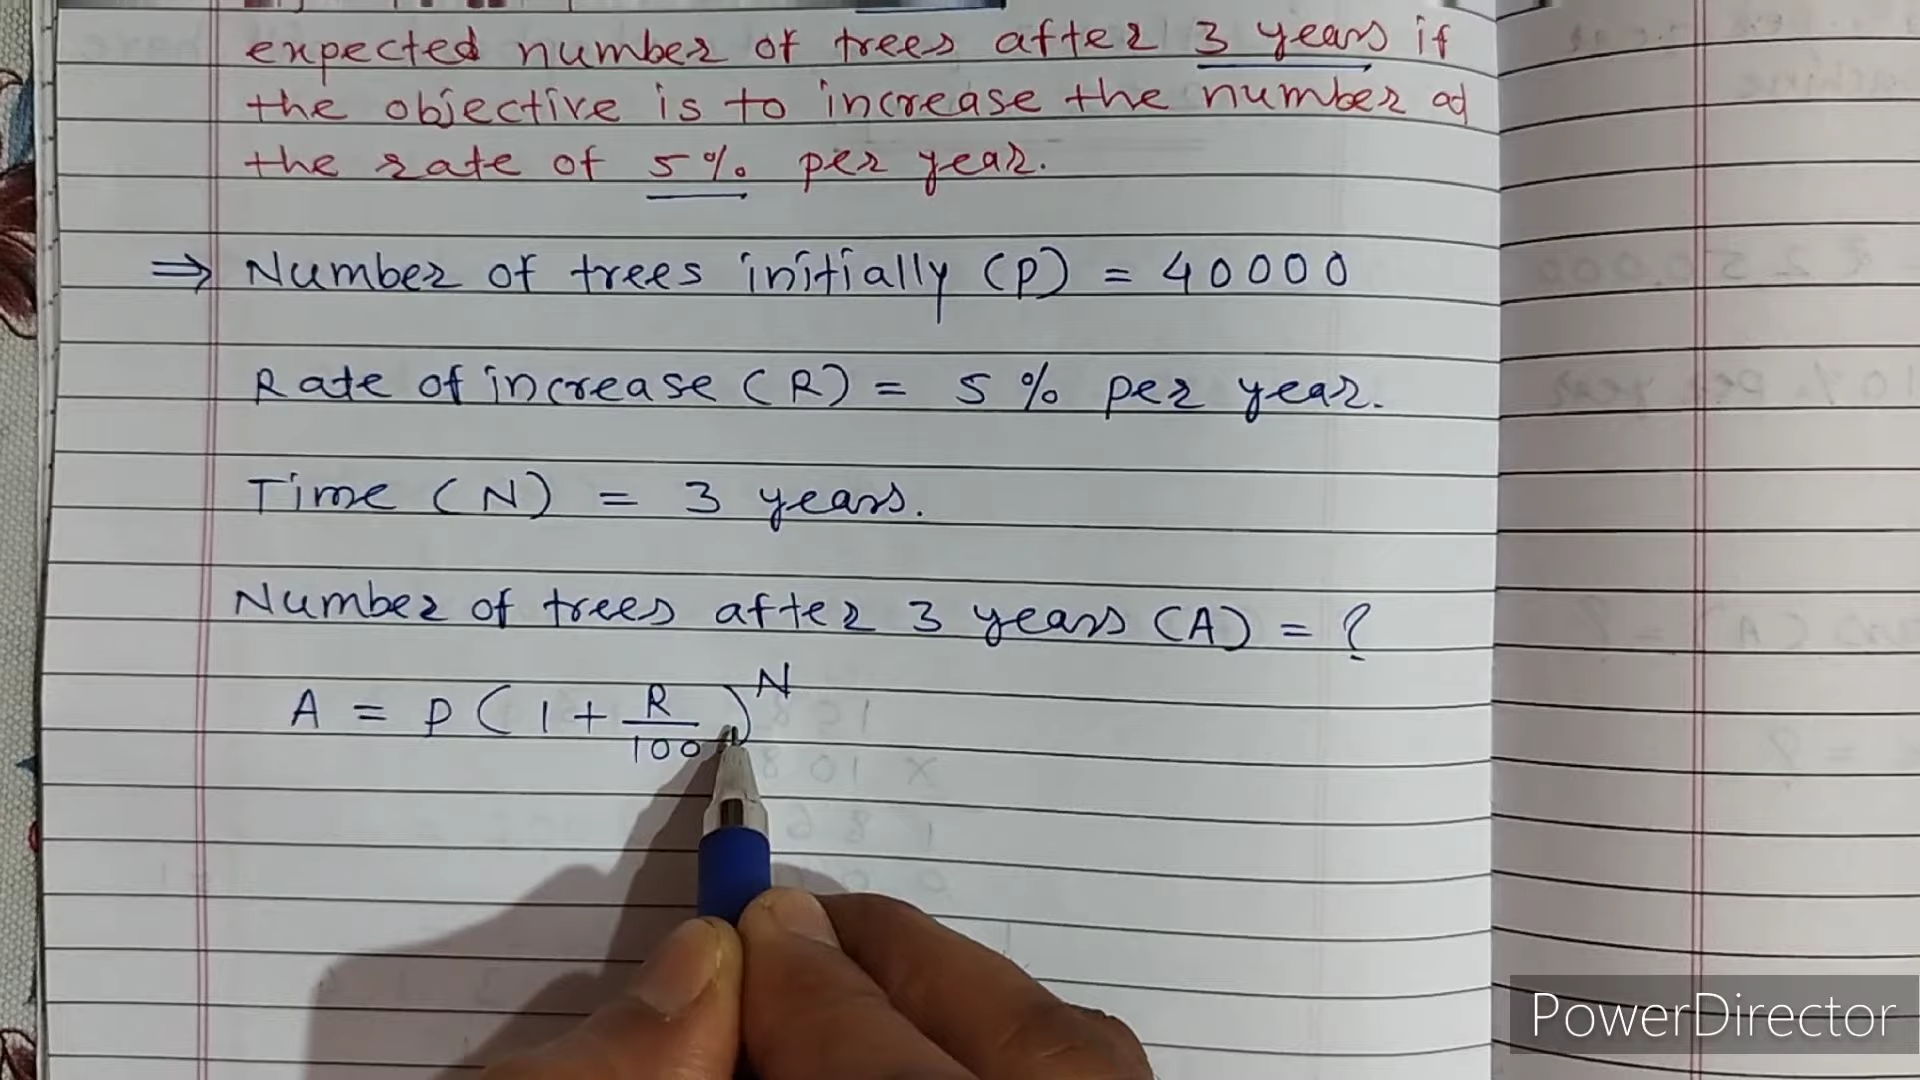 expected number of trees after 3 years if
the objective is to increase the number at
the rate of 5% per year.
⇒ Number of trees initially (P) = 40000
Rate of increase (R) = 5 % per year.
Time (N) = 3 years.
Number of trees after 3 years (A) = ?
A = P ( 1 + R/100 )^N
PowerDirector